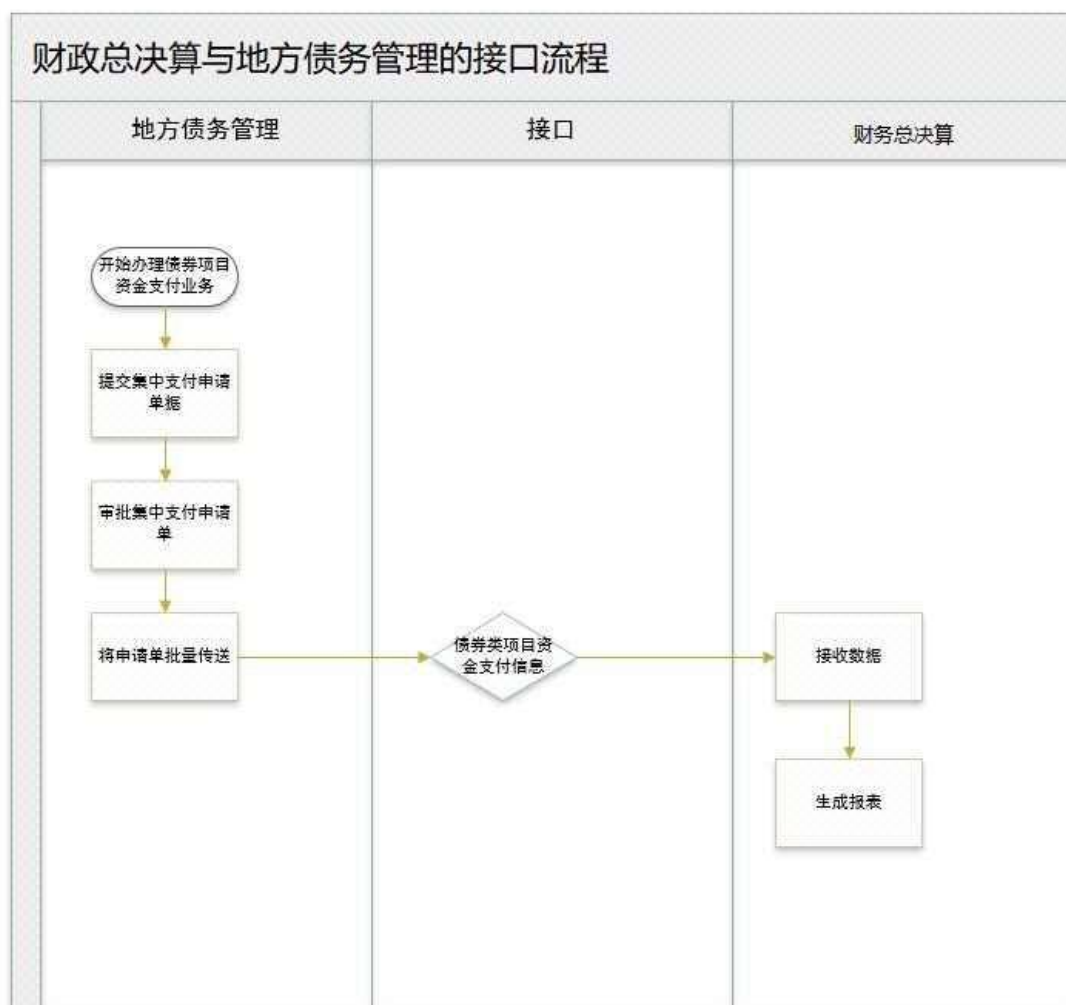 财政总决算与地方债务管理的接口流程
地方债务管理
接口
财务总决算
开始办理债券项目
资金支付业务
提交集中支付申请
单据
审批集中支付申请
单
将申请单批量传送
债券类项目资
金支付信息
接收数据
生成报表